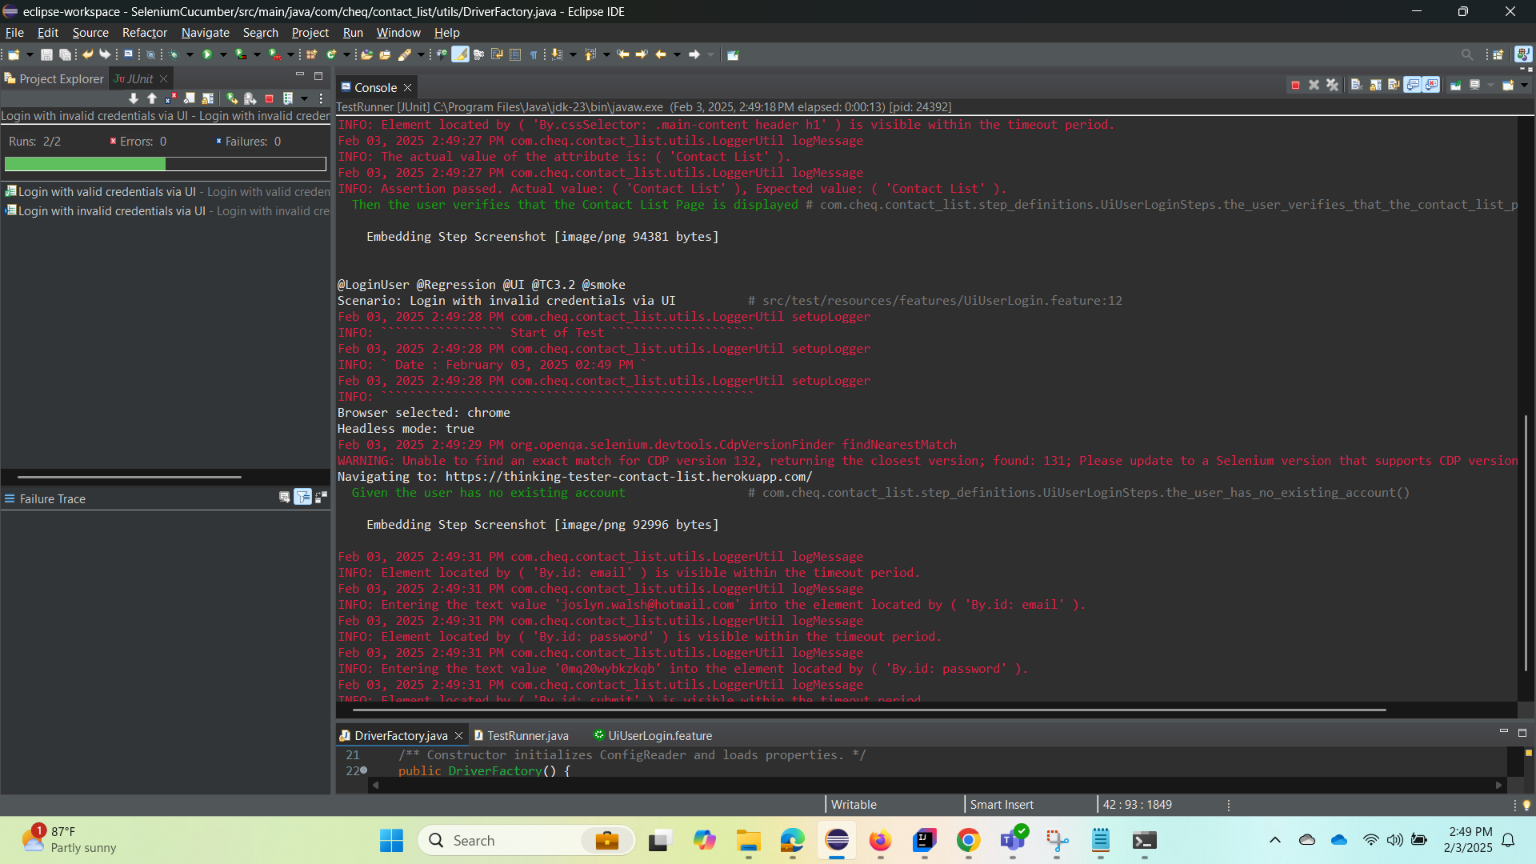 eclipse-workspace - SeleniumCucumber/src/main/java/com/cheq/contact_list/utils/DriverFactory.java - Eclipse IDE
File Edit Source Refactor Navigate Search Project Run Window Help
Project Explorer JUnit
Console
TestRunner [JUnit] C:\Program Files\Java\jdk-23\bin\javaw.exe (Feb 3, 2025, 2:49:18 PM elapsed: 0:00:13) [pid: 24392]
Login with invalid credentials via UI - Login with invalid creder
Runs: 2/2 Errors: 0 Failures: 0
Login with valid credentials via UI - Login with valid creden
Login with invalid credentials via UI - Login with invalid cre
Failure Trace
INFO: Element located by ( 'By.cssSelector: .main-content header h1' ) is visible within the timeout period.
Feb 03, 2025 2:49:27 PM com.cheq.contact_list.utils.LoggerUtil logMessage
INFO: The actual value of the attribute is: ( 'Contact List' ).
Feb 03, 2025 2:49:27 PM com.cheq.contact_list.utils.LoggerUtil logMessage
INFO: Assertion passed. Actual value: ( 'Contact List' ), Expected value: ( 'Contact List' ).
Then the user verifies that the Contact List Page is displayed # com.cheq.contact_list.step_definitions.UiUserLoginSteps.the_user_verifies_that_the_contact_list_p
Embedding Step Screenshot [image/png 94381 bytes]
@LoginUser @Regression @UI @TC3.2 @smoke
Scenario: Login with invalid credentials via UI # src/test/resources/features/UiUserLogin.feature:12
Feb 03, 2025 2:49:28 PM com.cheq.contact_list.utils.LoggerUtil setupLogger
INFO: ````````````````` Start of Test ````````````````````
Feb 03, 2025 2:49:28 PM com.cheq.contact_list.utils.LoggerUtil setupLogger
INFO: ` Date : February 03, 2025 02:49 PM `
Feb 03, 2025 2:49:28 PM com.cheq.contact_list.utils.LoggerUtil setupLogger
INFO: ````````````````````````````````````````````````````
Browser selected: chrome
Headless mode: true
Feb 03, 2025 2:49:29 PM org.openqa.selenium.devtools.CdpVersionFinder findNearestMatch
WARNING: Unable to find an exact match for CDP version 132, returning the closest version; found: 131; Please update to a Selenium version that supports CDP version
Navigating to: https://thinking-tester-contact-list.herokuapp.com/
Given the user has no existing account # com.cheq.contact_list.step_definitions.UiUserLoginSteps.the_user_has_no_existing_account()
Embedding Step Screenshot [image/png 92996 bytes]
Feb 03, 2025 2:49:31 PM com.cheq.contact_list.utils.LoggerUtil logMessage
INFO: Element located by ( 'By.id: email' ) is visible within the timeout period.
Feb 03, 2025 2:49:31 PM com.cheq.contact_list.utils.LoggerUtil logMessage
INFO: Entering the text value 'joslyn.walsh@hotmail.com' into the element located by ( 'By.id: email' ).
Feb 03, 2025 2:49:31 PM com.cheq.contact_list.utils.LoggerUtil logMessage
INFO: Element located by ( 'By.id: password' ) is visible within the timeout period.
Feb 03, 2025 2:49:31 PM com.cheq.contact_list.utils.LoggerUtil logMessage
INFO: Entering the text value '0mq20wybkzkqb' into the element located by ( 'By.id: password' ).
Feb 03, 2025 2:49:31 PM com.cheq.contact_list.utils.LoggerUtil logMessage
INFO: Element located by ( 'By.id: submit' ) is visible within the timeout period
DriverFactory.java TestRunner.java UiUserLogin.feature
21 /** Constructor initializes ConfigReader and loads properties. */
22 public DriverFactory() {
Writable Smart Insert 42 : 93 : 1849
1 87°F
Partly sunny
Search
2:49 PM
2/3/2025